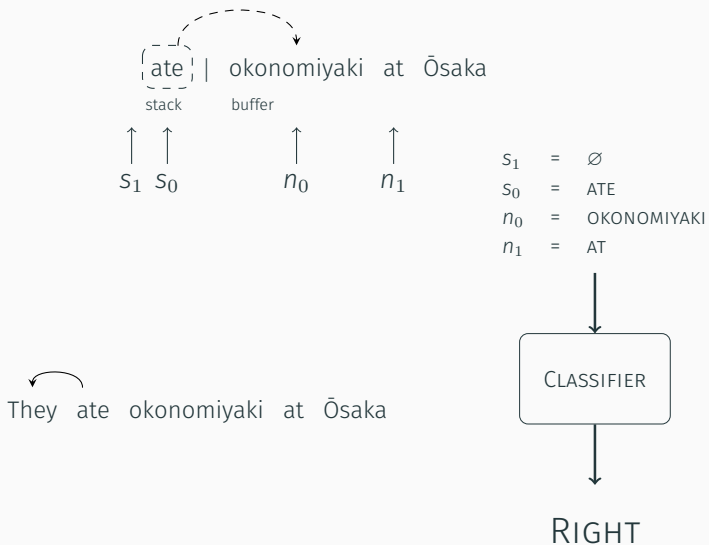 ate | okonomiyaki at Ōsaka
stack buffer
s₁ s₀ n₀ n₁
s₁ = ∅
s₀ = ATE
n₀ = OKONOMIYAKI
n₁ = AT
CLASSIFIER
They ate okonomiyaki at Ōsaka
RIGHT